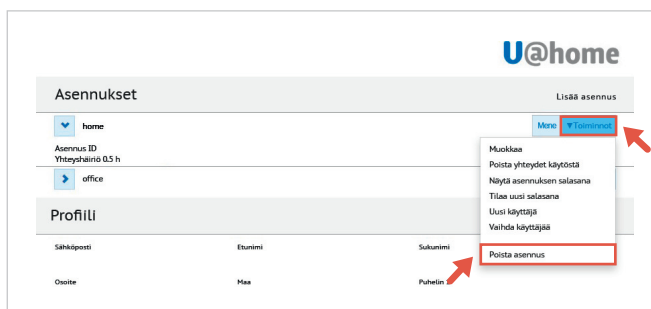 U@home
Asennukset Lisää asennus
home Mene ▼Toiminnot
Asennus ID
Yhteyshäiriö 0.5 h
office
Muokkaa
Poista yhteydet käytöstä
Näytä asennuksen salasana
Tilaa uusi salasana
Uusi käyttäjä
Vaihda käyttäjää
Poista asennus
Profiili
Sähköposti Etunimi Sukunimi
Osoite Maa Puhelin